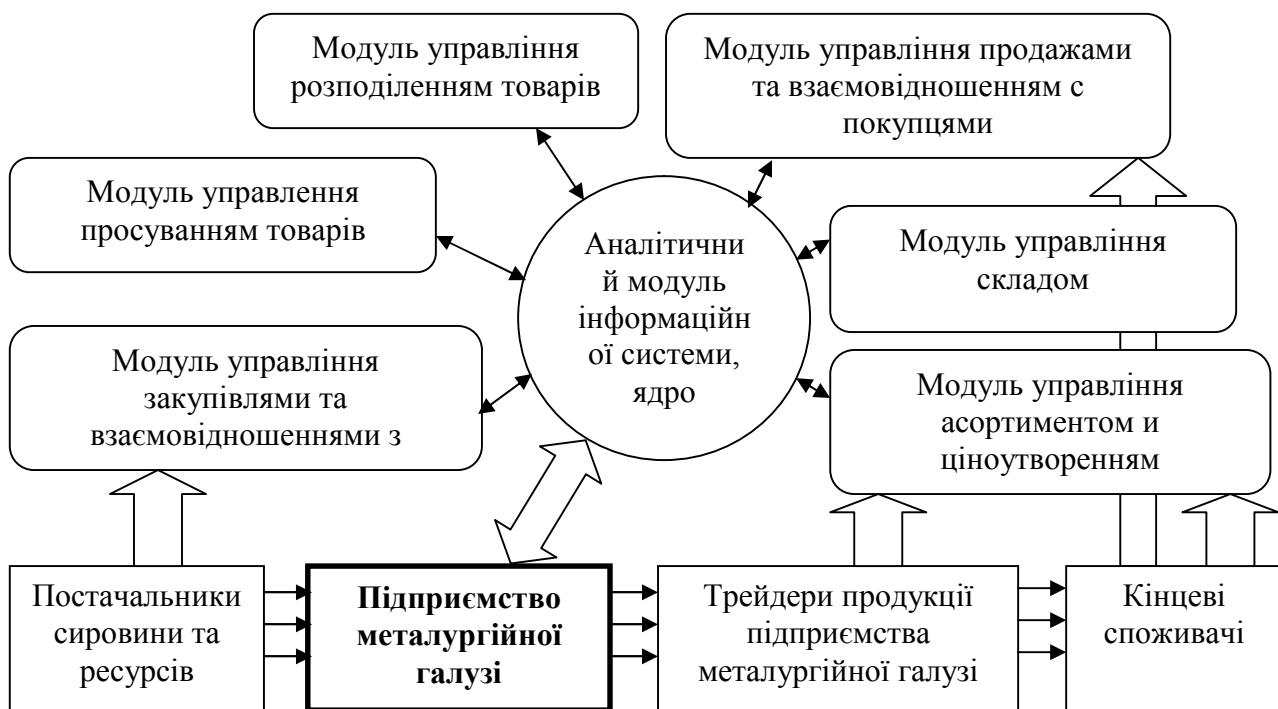 Модуль управління
розподіленням товарів
Модуль управління продажами
та взаємовідношенням с
покупцями
Модуль управлення
просуванням товарів
Аналітични
й модуль
інформаційн
ої системи,
ядро
Модуль управління
складом
Модуль управління
закупівлями та
взаємовідношеннями з
Модуль управління
асортиментом и
ціноутворенням
Постачальники
сировини та
ресурсів
Підприємство
металургійної
галузі
Трейдери продукції
підприємства
металургійної галузі
Кінцеві
споживачі